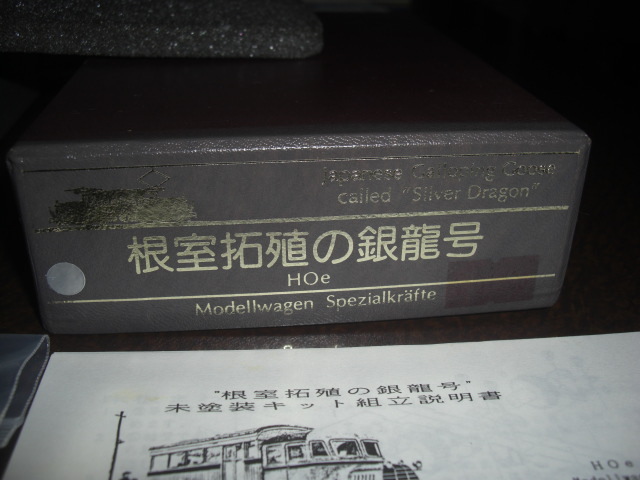 Japanese Galloping Goose
called "Silver Dragon"
根室拓殖の銀龍号
HOe
Modellwagen Spezialkräfte
"根室拓殖の銀龍号"
未塗装キット組立説明書
HOe